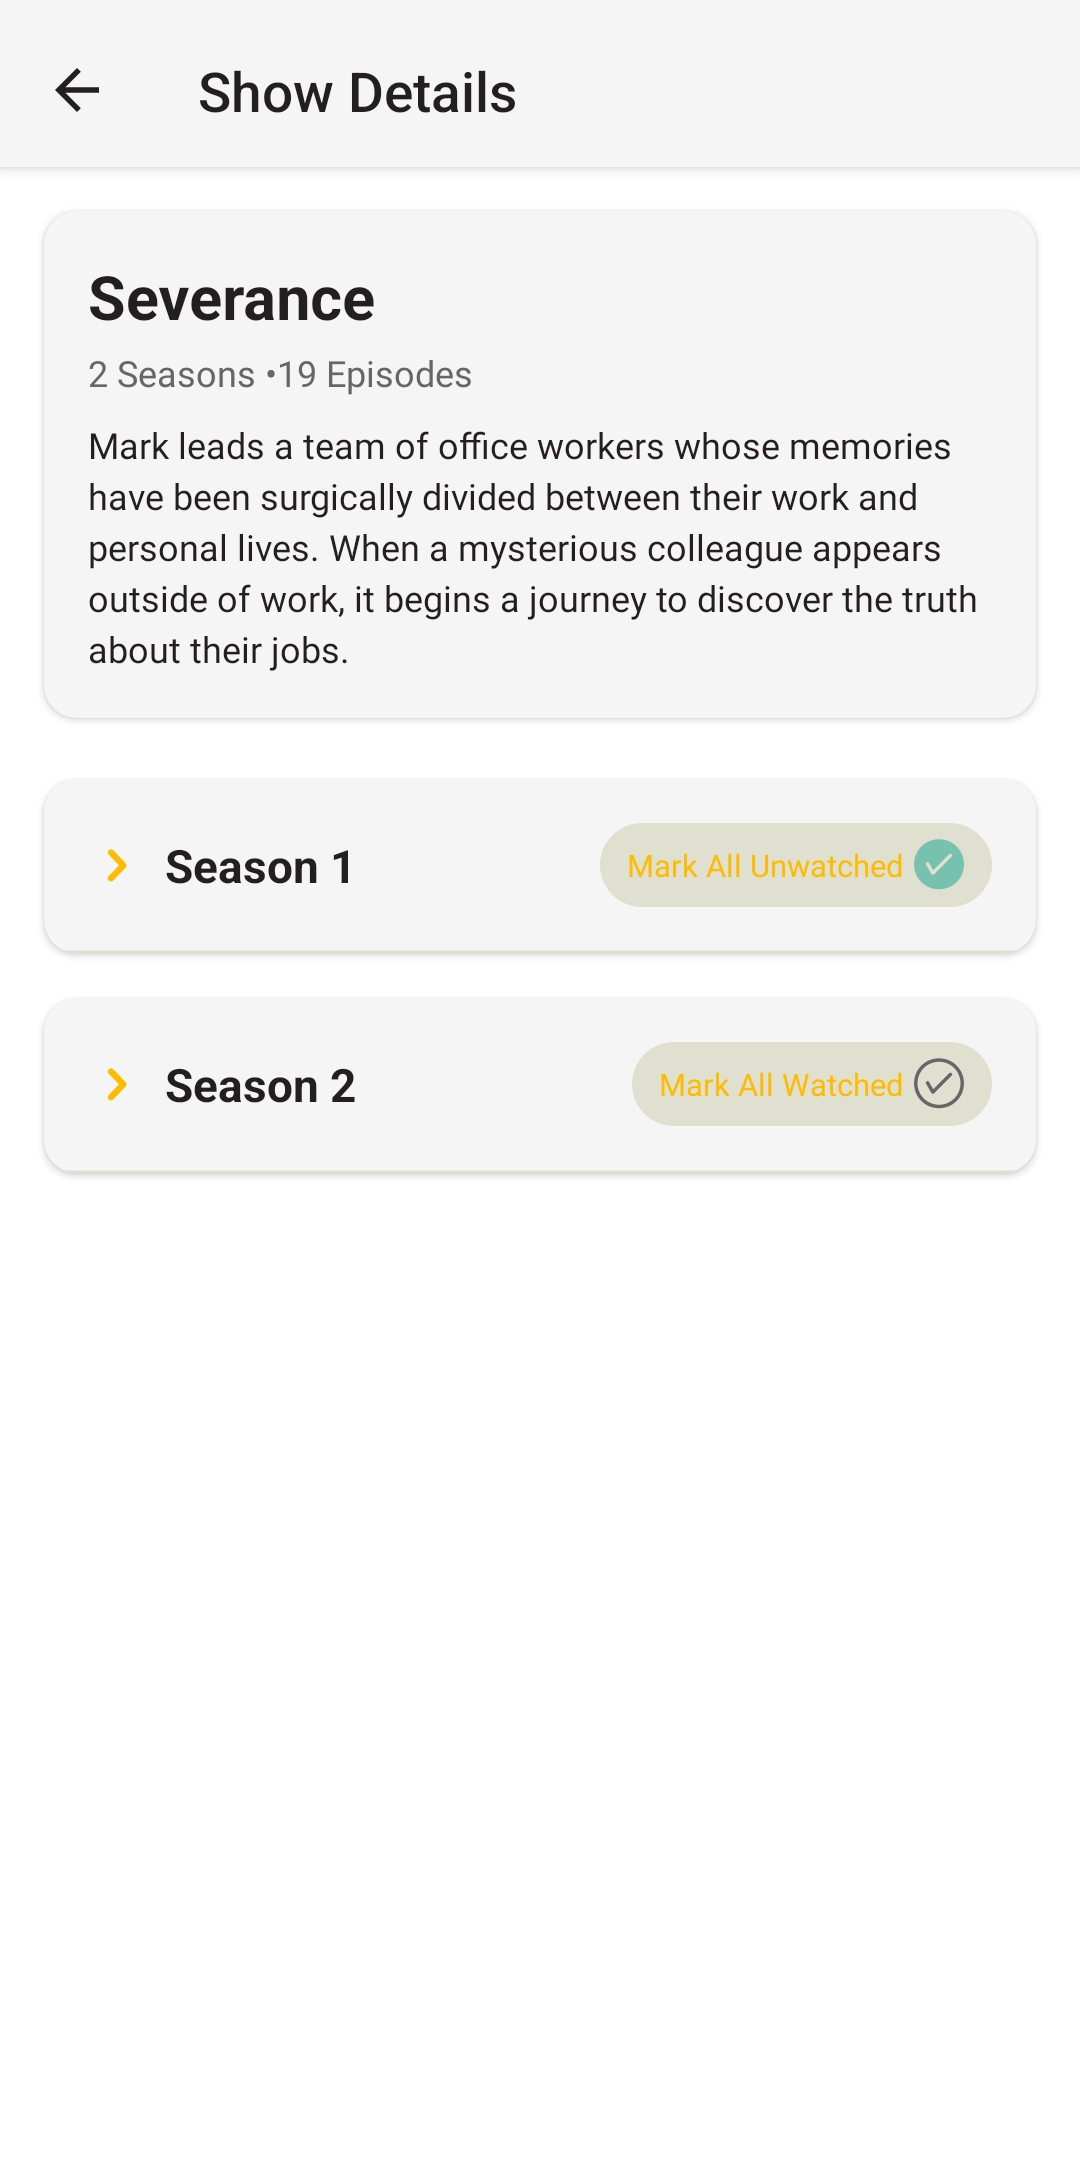 Show Details
Severance
2 Seasons •19 Episodes
Mark leads a team of office workers whose memories
have been surgically divided between their work and
personal lives. When a mysterious colleague appears
outside of work, it begins a journey to discover the truth
about their jobs.
Season 1
Mark All Unwatched
Season 2
Mark All Watched